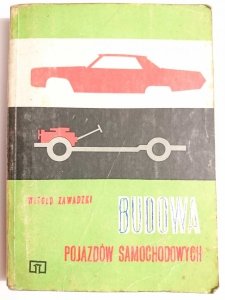 WITOLD ZAWADZKI
BUDOWA
POJAZDÓW SAMOCHODOWYCH